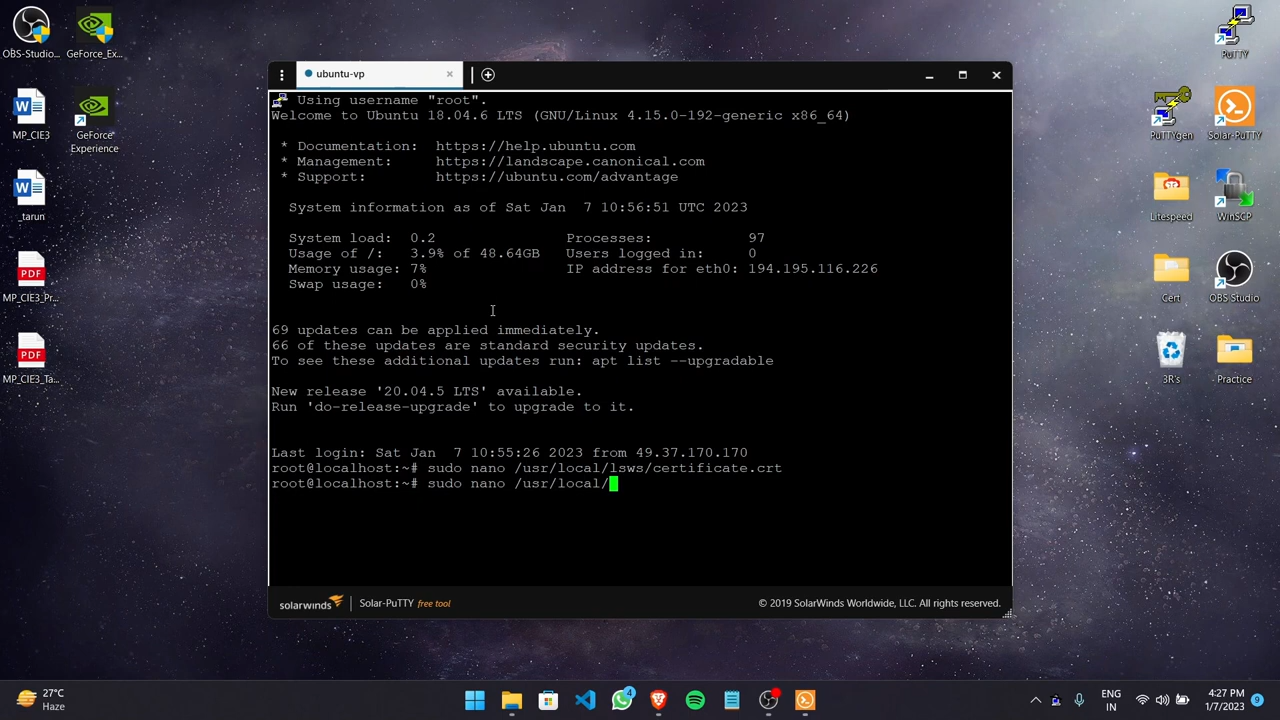 OBS-Studio...
GeForce_Ex...
MP_CIE3
GeForce
Experience
_tarun
MP_CIE3_Pr...
MP_CIE3_Ta...
PuTTY
PuTTYgen
Solar-PuTTY
Litespeed
WinSCP
Cert
OBS Studio
3R's
Practice
ubuntu-vp
Using username "root".
Welcome to Ubuntu 18.04.6 LTS (GNU/Linux 4.15.0-192-generic x86_64)
* Documentation: https://help.ubuntu.com
* Management: https://landscape.canonical.com
* Support: https://ubuntu.com/advantage
System information as of Sat Jan 7 10:56:51 UTC 2023
System load: 0.2 Processes: 97
Usage of /: 3.9% of 48.64GB Users logged in: 0
Memory usage: 7% IP address for eth0: 194.195.116.226
Swap usage: 0%
69 updates can be applied immediately.
66 of these updates are standard security updates.
To see these additional updates run: apt list --upgradable
New release '20.04.5 LTS' available.
Run 'do-release-upgrade' to upgrade to it.
Last login: Sat Jan 7 10:55:26 2023 from 49.37.170.170
root@localhost:~# sudo nano /usr/local/lsws/certificate.crt
root@localhost:~# sudo nano /usr/local/
solarwinds Solar-PuTTY free tool © 2019 SolarWinds Worldwide, LLC. All rights reserved.
27°C
Haze
4
ENG
IN
4:27 PM
1/7/2023
9